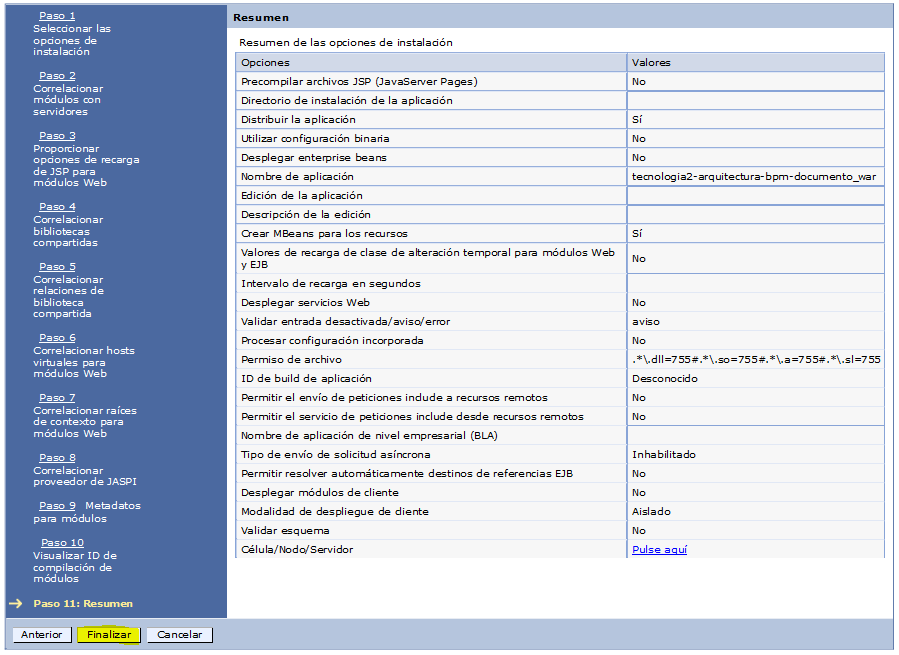 Paso 1
Seleccionar las
opciones de
instalación
Paso 2
Correlacionar
módulos con
servidores
Paso 3
Proporcionar
opciones de recarga
de JSP para
módulos Web
Paso 4
Correlacionar
bibliotecas
compartidas
Paso 5
Correlacionar
relaciones de
biblioteca
compartida
Paso 6
Correlacionar hosts
virtuales para
módulos Web
Paso 7
Correlacionar raíces
de contexto para
módulos Web
Paso 8
Correlacionar
proveedor de JASPI
Paso 9 Metadatos
para módulos
Paso 10
Visualizar ID de
compilación de
módulos
Paso 11: Resumen
Resumen
Resumen de las opciones de instalación
Opciones Valores
Precompilar archivos JSP (JavaServer Pages) No
Directorio de instalación de la aplicación
Distribuir la aplicación Sí
Utilizar configuración binaria No
Desplegar enterprise beans No
Nombre de aplicación tecnologia2-arquitectura-bpm-documento_war
Edición de la aplicación
Descripción de la edición
Crear MBeans para los recursos Sí
Valores de recarga de clase de alteración temporal para módulos Web
y EJB No
Intervalo de recarga en segundos
Desplegar servicios Web No
Validar entrada desactivada/aviso/error aviso
Procesar configuración incorporada No
Permiso de archivo .*\.dll=755#.*\.so=755#.*\.a=755#.*\.sl=755
ID de build de aplicación Desconocido
Permitir el envío de peticiones include a recursos remotos No
Permitir el servicio de peticiones include desde recursos remotos No
Nombre de aplicación de nivel empresarial (BLA)
Tipo de envío de solicitud asíncrona Inhabilitado
Permitir resolver automáticamente destinos de referencias EJB No
Desplegar módulos de cliente No
Modalidad de despliegue de cliente Aislado
Validar esquema No
Célula/Nodo/Servidor Pulse aquí
Anterior Finalizar Cancelar